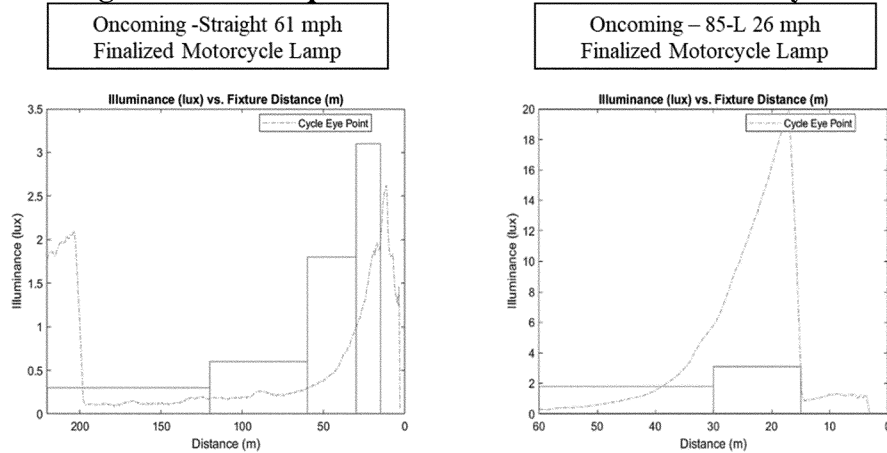 Oncoming -Straight 61 mph
Finalized Motorcycle Lamp
Illuminance (lux) vs. Fixture Distance (m)
Cycle Eye Point
3.5
3
2.5
2
1.5
1
0.5
0
Illuminance (lux)
200 150 100 50 0
Distance (m)
Oncoming – 85-L 26 mph
Finalized Motorcycle Lamp
Illuminance (lux) vs. Fixture Distance (m)
Cycle Eye Point
20
18
16
14
12
10
8
6
4
2
0
Illuminance (lux)
60 50 40 30 20 10 0
Distance (m)